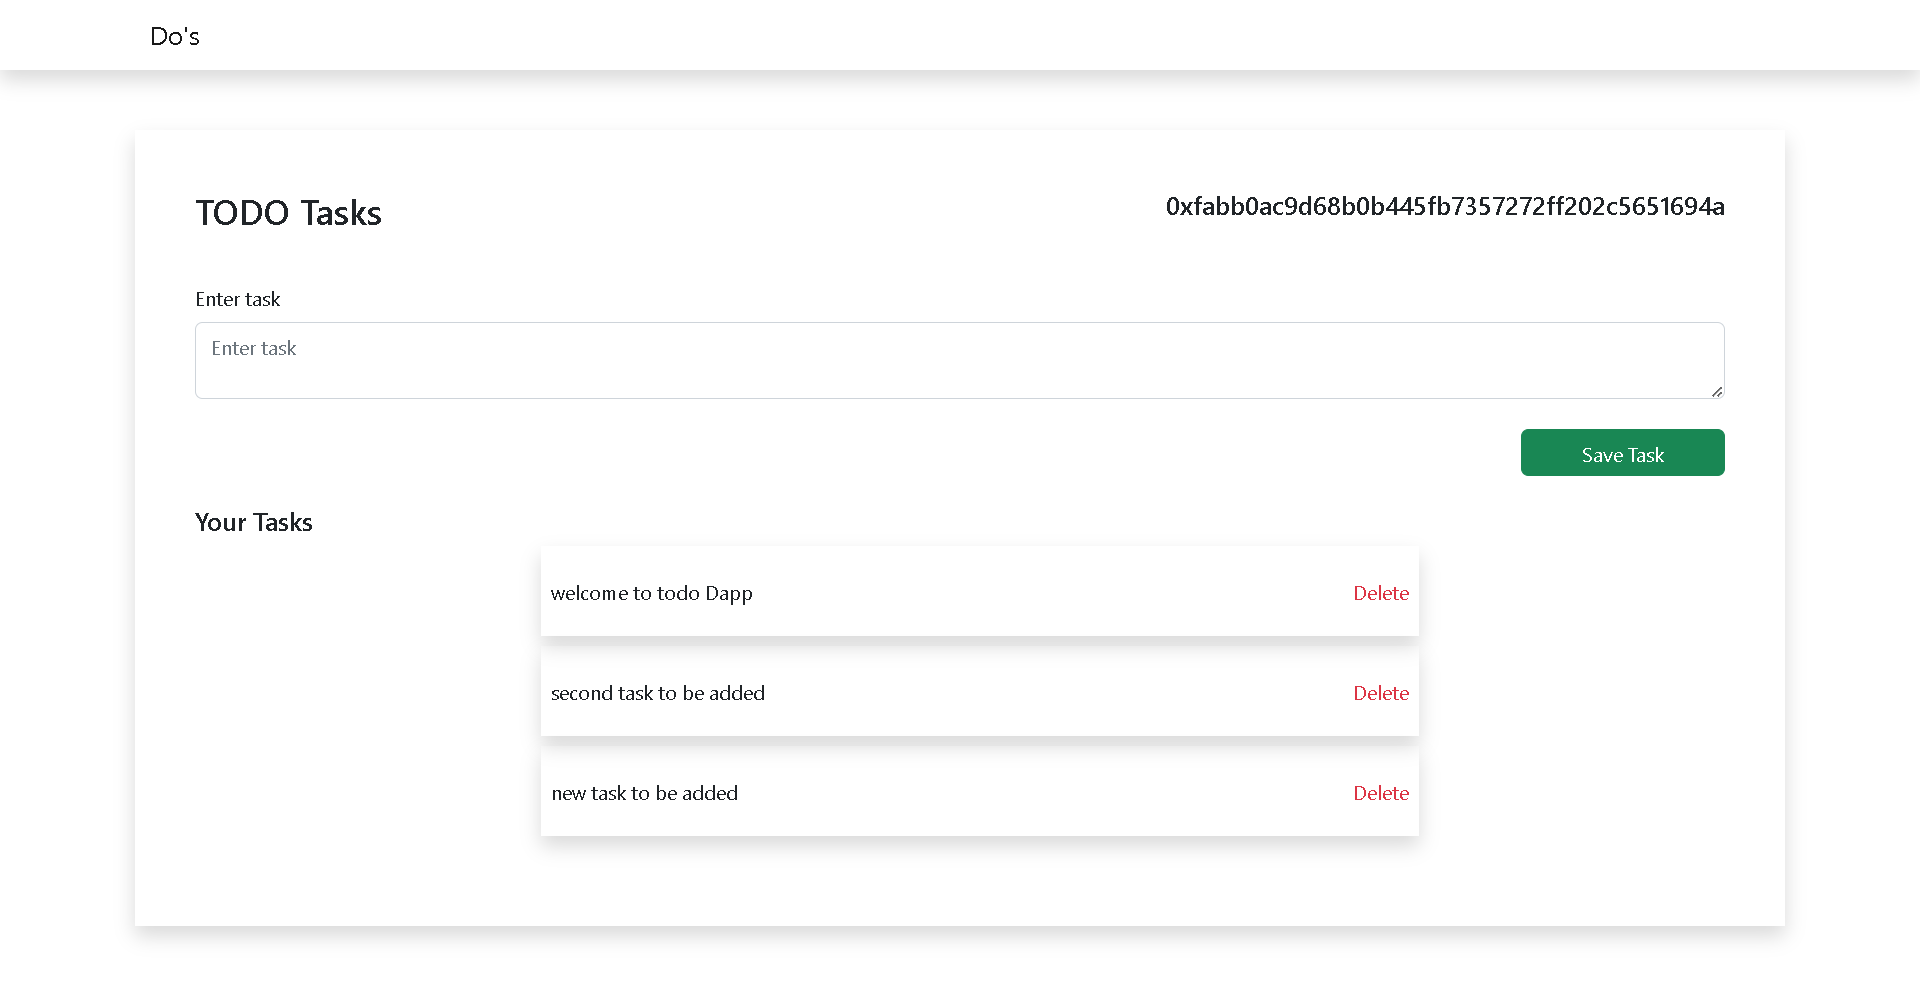 Do's
TODO Tasks
0xfabb0ac9d68b0b445fb7357272ff202c5651694a
Enter task
Enter task
Save Task
Your Tasks
welcome to todo Dapp
Delete
second task to be added
Delete
new task to be added
Delete